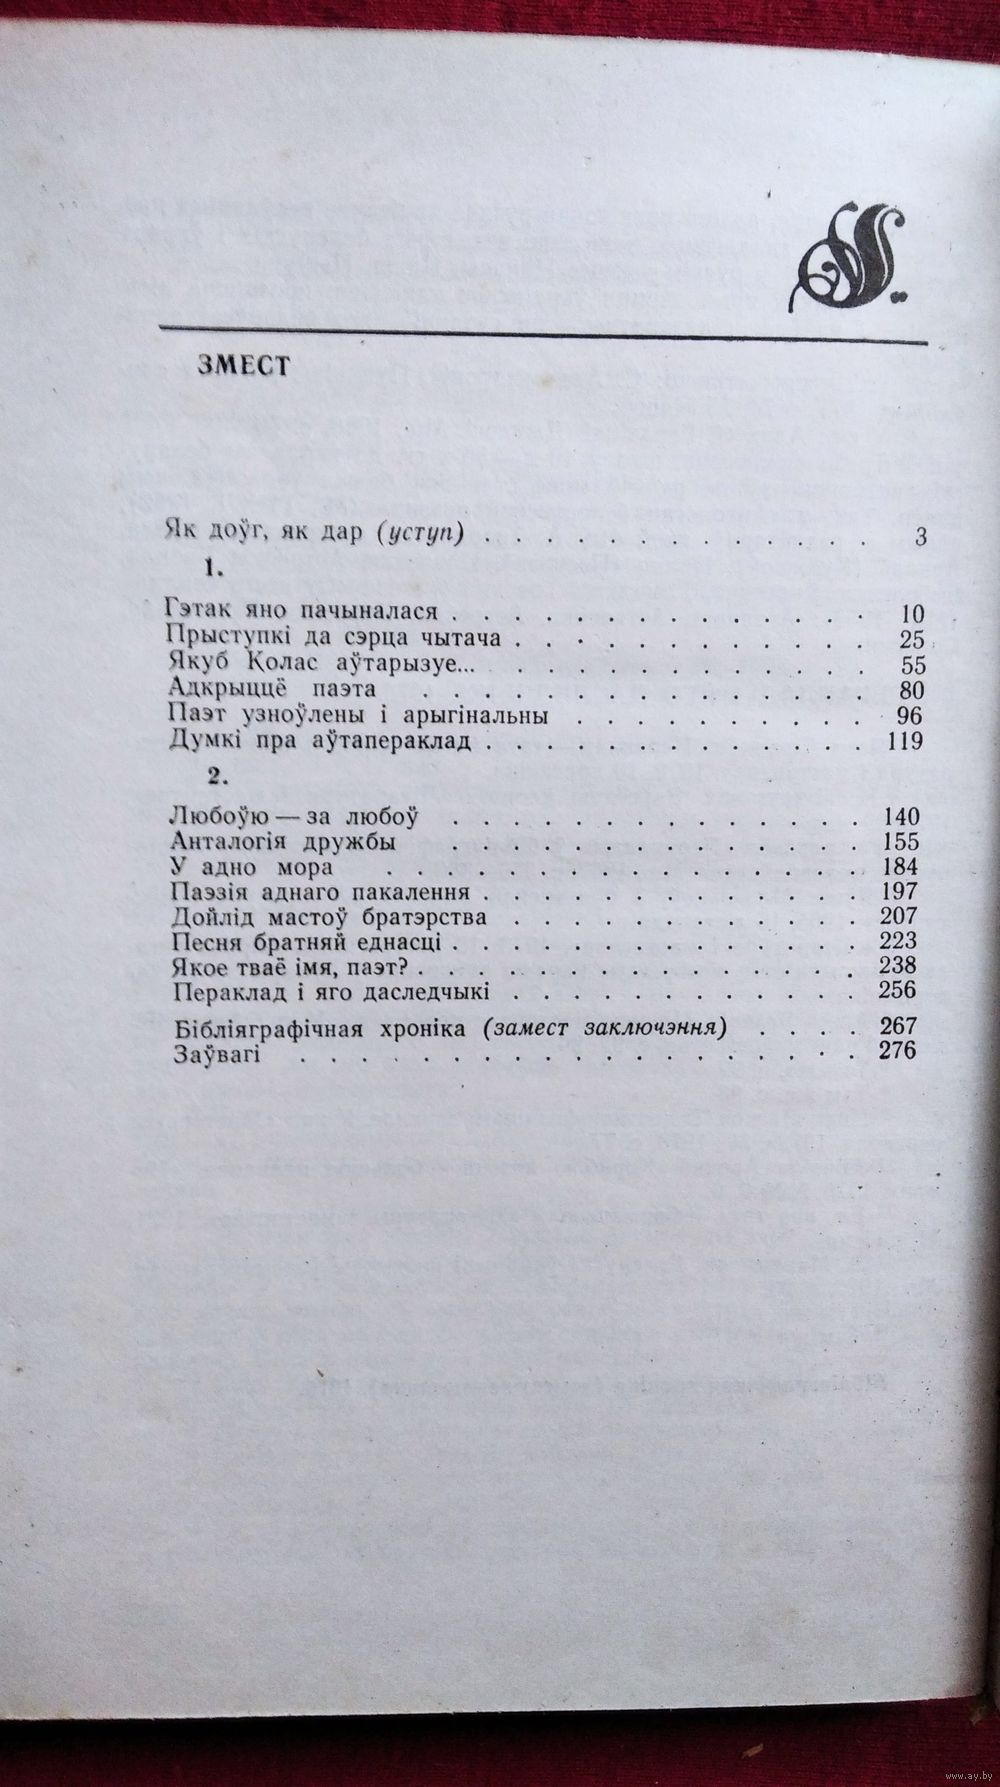 ЗМЕСТ
Як доўг, як дар (уступ) . . . . . . . . . . . . . 3
1.
Гэтак яно пачыналася . . . . . . . . . . . . . . 10
Прыступкі да сэрца чытача . . . . . . . . . . . . 25
Якуб Колас аўтарызуе... . . . . . . . . . . . . 55
Адкрыццё паэта . . . . . . . . . . . . . . . 80
Паэт узноўлены і арыгінальны . . . . . . . . . . 96
Думкі пра аўтапераклад . . . . . . . . . . . . . 119
2.
Любоўю — за любоў . . . . . . . . . . . . . . 140
Анталогія дружбы . . . . . . . . . . . . . . 155
У адно мора . . . . . . . . . . . . . . . . 184
Паэзія аднаго пакалення . . . . . . . . . . . . . 197
Дойлід мастоў братэрства . . . . . . . . . . . . 207
Песня братняй еднасці . . . . . . . . . . . . . . 223
Якое тваё імя, паэт? . . . . . . . . . . . . . . . 238
Пераклад і яго даследчыкі . . . . . . . . . . . . 256
Бібліяграфічная хроніка (замест заключэння) . . . . 267
Заўвагі . . . . . . . . . . . . . . . . . . . 276
www.ay.by